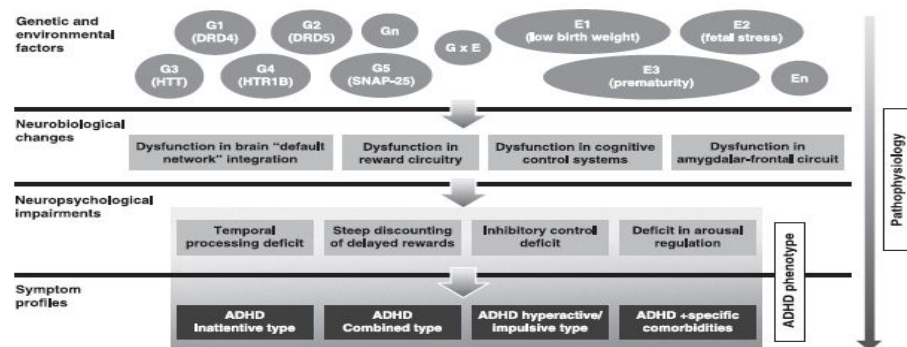 Genetic and
environmental
factors
G1
(DRD4)
G2
(DRD5)
Gn
G x E
E1
(low birth weight)
E2
(fetal stress)
G3
(HTT)
G4
(HTR1B)
G5
(SNAP-25)
E3
(prematurity)
En
Neurobiological
changes
Dysfunction in brain “default
network” integration
Dysfunction in
reward circuitry
Dysfunction in cognitive
control systems
Dysfunction in
amygdalar-frontal circuit
Neuropsychological
impairments
Temporal
processing deficit
Steep discounting
of delayed rewards
Inhibitory control
deficit
Deficit in arousal
regulation
Symptom
profiles
ADHD
Inattentive type
ADHD
Combined type
ADHD hyperactive/
impulsive type
ADHD +specific
comorbidities
ADHD phenotype
Pathophysiology